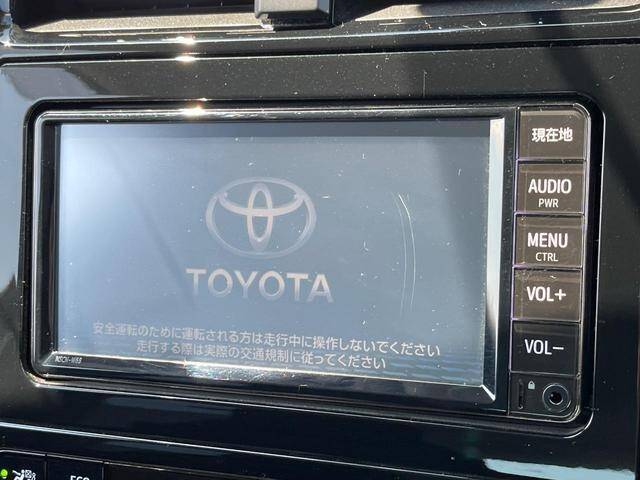 現在地
AUDIO
PWR
MENU
CTRL
VOL+
VOL−
TOYOTA
安全運転のために運転される方は走行中に操作しないでください
走行する際は実際の交通規制に従ってください
NSCN-W68